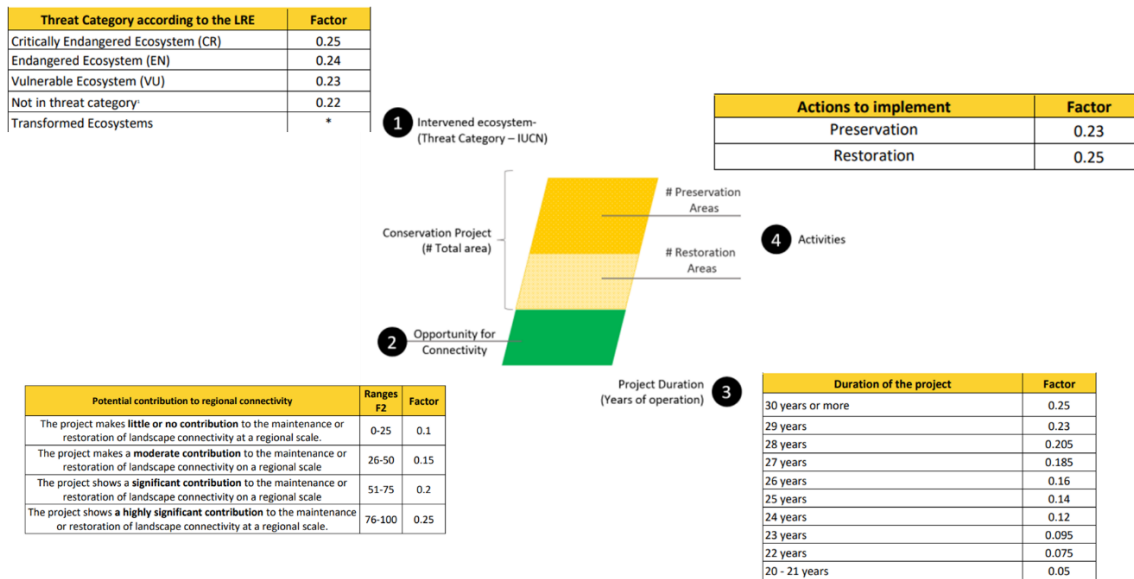 Threat Category according to the LRE Factor
Critically Endangered Ecosystem (CR) 0.25
Endangered Ecosystem (EN) 0.24
Vulnerable Ecosystem (VU) 0.23
Not in threat category 0.22
Transformed Ecosystems *
1 Intervened ecosystem-
(Threat Category – IUCN)
Actions to implement Factor
Preservation 0.23
Restoration 0.25
Conservation Project
(# Total area)
# Preservation
Areas
# Restoration
Areas
4 Activities
2 Opportunity for
Connectivity
Project Duration
(Years of operation) 3
Potential contribution to regional connectivity Ranges
F2 Factor
The project makes little or no contribution to the maintenance or
restoration of landscape connectivity at a regional scale. 0-25 0.1
The project makes a moderate contribution to the maintenance or
restoration of landscape connectivity on a regional scale 26-50 0.15
The project shows a significant contribution to the maintenance or
restoration of landscape connectivity on a regional scale 51-75 0.2
The project shows a highly significant contribution to the maintenance
or restoration of landscape connectivity at a regional scale. 76-100 0.25
Duration of the project Factor
30 years or more 0.25
29 years 0.23
28 years 0.205
27 years 0.185
26 years 0.16
25 years 0.14
24 years 0.12
23 years 0.095
22 years 0.075
20 - 21 years 0.05